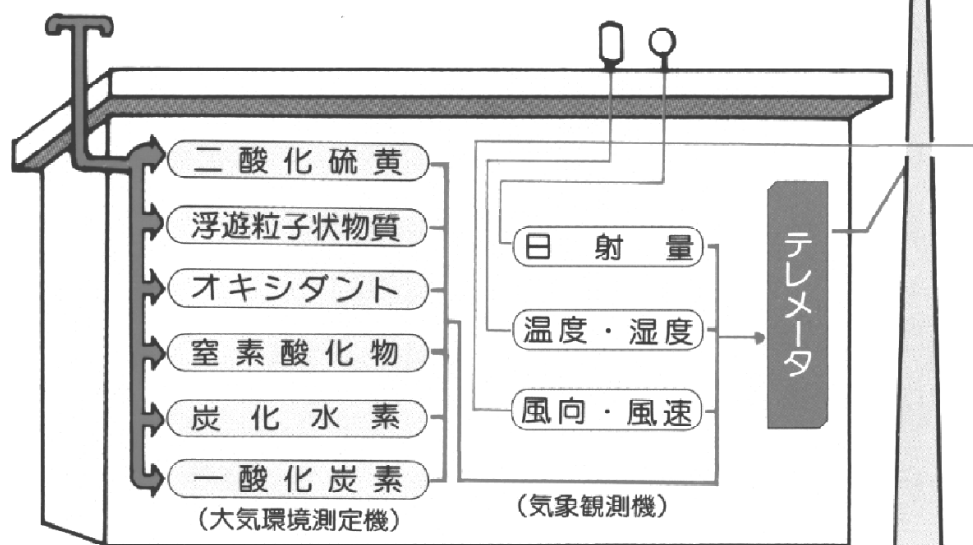 二酸化硫黄
浮遊粒子状物質
オキシダント
窒素酸化物
炭化水素
一酸化炭素
(大気環境測定機)
日射量
温度・湿度
風向・風速
(気象観測機)
テレメータ